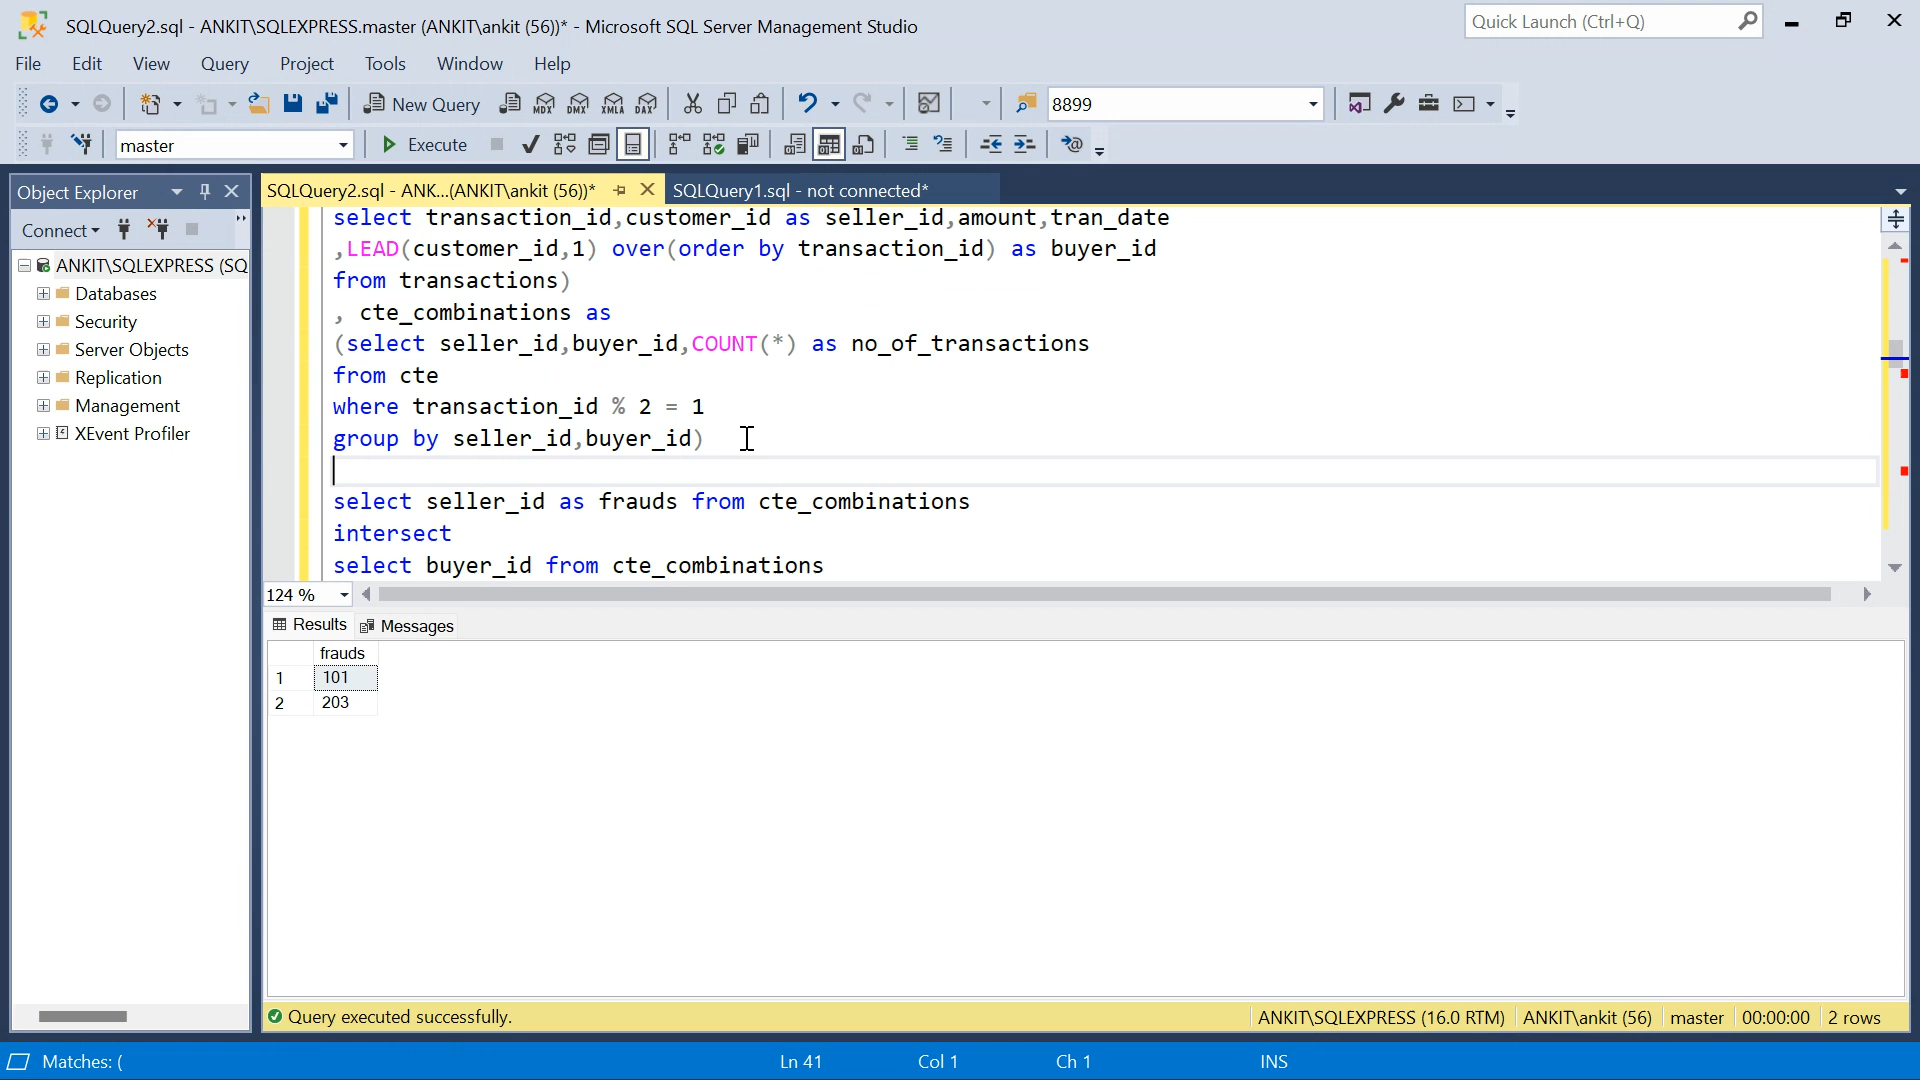 SQLQuery2.sql - ANKIT\SQLEXPRESS.master (ANKIT\ankit (56))* - Microsoft SQL Server Management Studio
Quick Launch (Ctrl+Q)
File Edit View Query Project Tools Window Help
New Query MDX DMX XMLA DAX 8899
master Execute
Object Explorer
SQLQuery2.sql - ANK...(ANKIT\ankit (56))* SQLQuery1.sql - not connected*
Connect
ANKIT\SQLEXPRESS (SQ
Databases
Security
Server Objects
Replication
Management
XEvent Profiler
select transaction_id,customer_id as seller_id,amount,tran_date
,LEAD(customer_id,1) over(order by transaction_id) as buyer_id
from transactions)
, cte_combinations as
(select seller_id,buyer_id,COUNT(*) as no_of_transactions
from cte
where transaction_id % 2 = 1
group by seller_id,buyer_id)
select seller_id as frauds from cte_combinations
intersect
select buyer_id from cte_combinations
124 %
Results Messages
frauds
1 101
2 203
Query executed successfully. ANKIT\SQLEXPRESS (16.0 RTM) ANKIT\ankit (56) master 00:00:00 2 rows
Matches: ( Ln 41 Col 1 Ch 1 INS